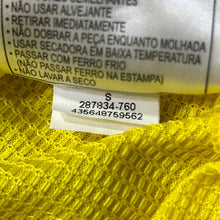 SEMELHANTES
• NÃO USAR ALVEJANTE
• RETIRAR IMEDIATAMENTE
• NÃO DOBRAR A PEÇA ENQUANTO MOLHADA
• USAR SECADORA EM BAIXA TEMPERATURA
• PASSAR COM FERRO FRIO
(NÃO PASSAR FERRO NA ESTAMPA)
• NÃO LAVAR A SECO
S
287834-760
435648759562